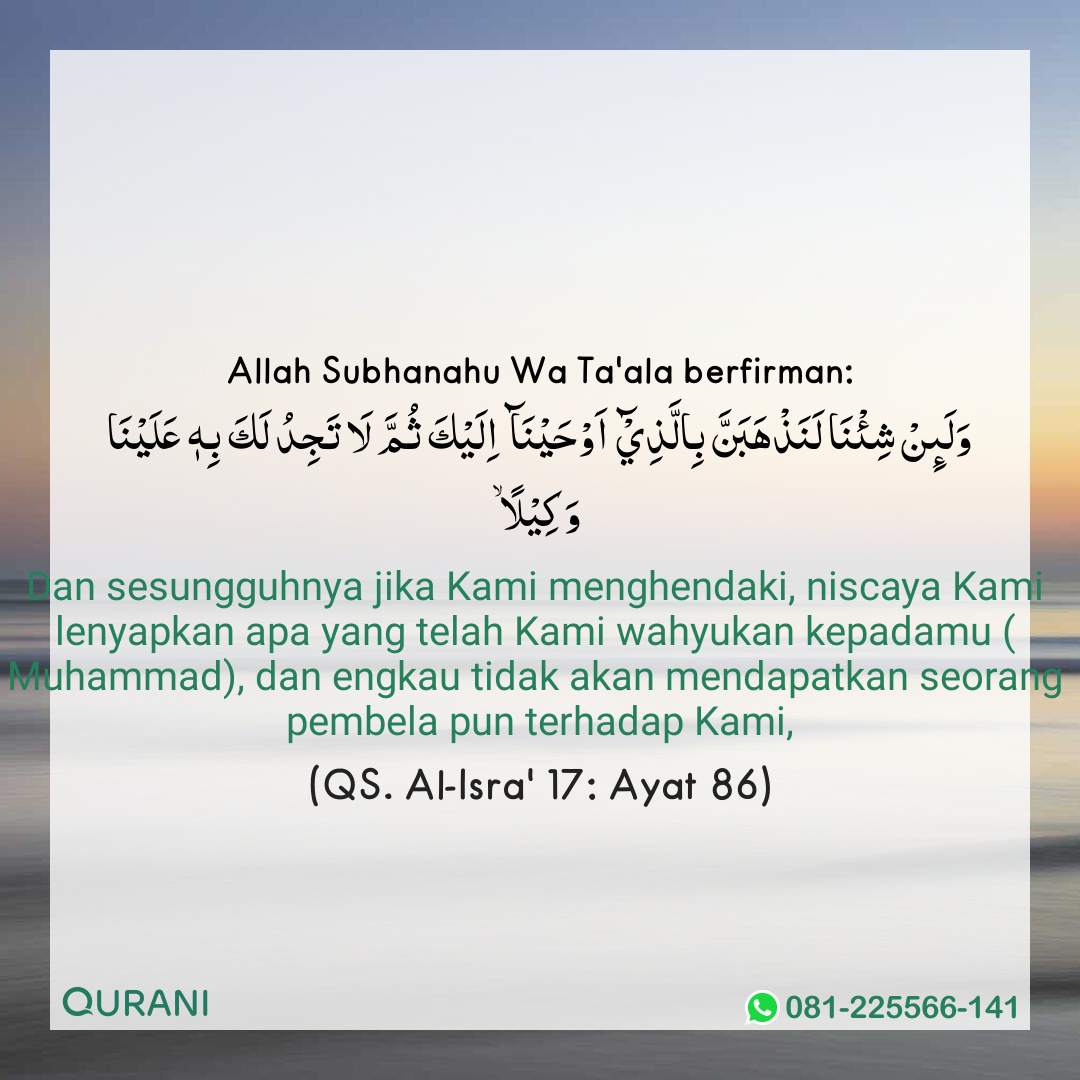 Allah Subhanahu Wa Ta'ala berfirman:
وَلَىِٕنْ شِئْنَا لَنَذْهَبَنَّ بِالَّذِيْٓ اَوْحَيْنَآ اِلَيْكَ ثُمَّ لَا تَجِدُ لَكَ بِهٖ عَلَيْنَا
وَكِيْلًاۙ
Dan sesungguhnya jika Kami menghendaki, niscaya Kami
lenyapkan apa yang telah Kami wahyukan kepadamu (
Muhammad), dan engkau tidak akan mendapatkan seorang
pembela pun terhadap Kami,
(QS. Al-Isra' 17: Ayat 86)
QURANI
081-225566-141